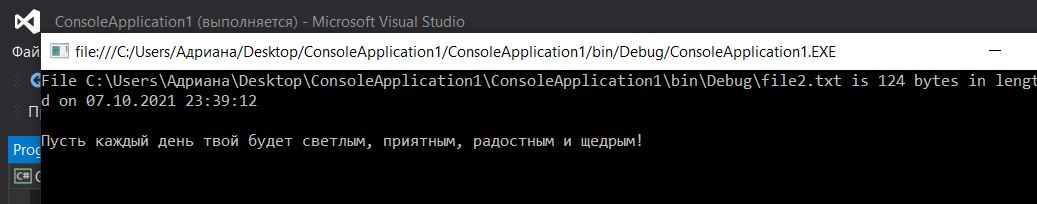 ConsoleApplication1 (выполняется) - Microsoft Visual Studio
file:///C:/Users/Адриана/Desktop/ConsoleApplication1/ConsoleApplication1/bin/Debug/ConsoleApplication1.EXE
File C:\Users\Адриана\Desktop\ConsoleApplication1\ConsoleApplication1\bin\Debug\file2.txt is 124 bytes in lengt
d on 07.10.2021 23:39:12
Пусть каждый день твой будет светлым, приятным, радостным и щедрым!
Prog
C#